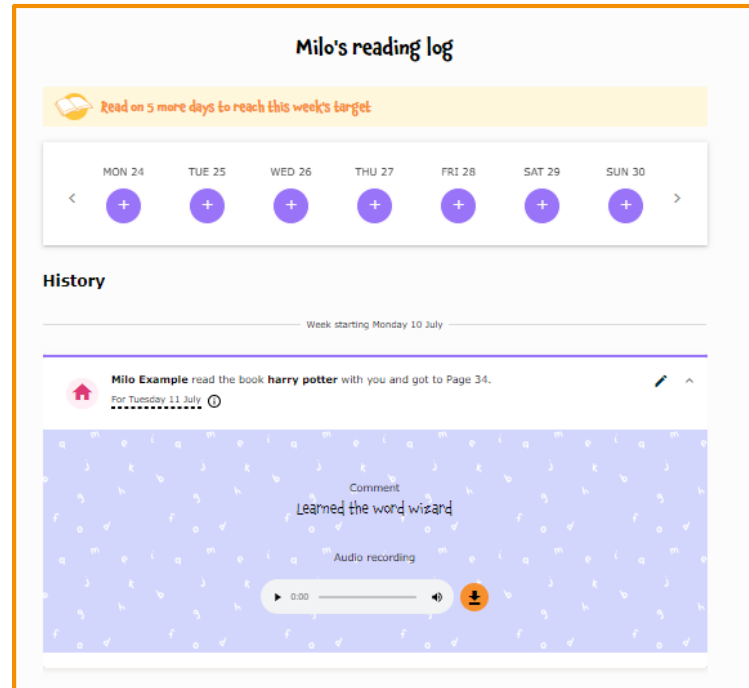 Milo's reading log
Read on 5 more days to reach this week's target
MON 24 TUE 25 WED 26 THU 27 FRI 28 SAT 29 SUN 30
History
Week starting Monday 10 July
Milo Example read the book harry potter with you and got to Page 34.
For Tuesday 11 July
Comment
Learned the word wizard
Audio recording
0:00